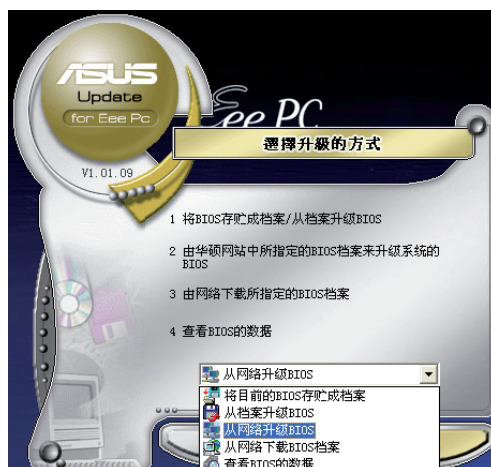 ASUS
Update
for Eee Pc
Eee PC
選擇升級的方式
V1.01.09
1 将BIOS存贮成档案/从档案升级BIOS
2 由华硕网站中所指定的BIOS档案来升级系统的
BIOS
3 由网络下载所指定的BIOS档案
4 查看BIOS的数据
从网络升级BIOS
将目前的BIOS存贮成档案
从档案升级BIOS
从网络升级BIOS
从网络下载BIOS档案
查看BIOS的数据